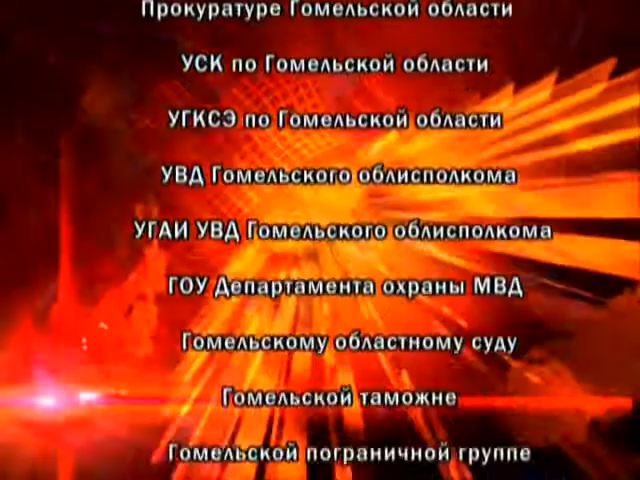 Прокуратуре Гомельской области
УСК по Гомельской области
УГКСЭ по Гомельской области
УВД Гомельского облисполкома
УГАИ УВД Гомельского облисполкома
ГОУ Департамента охраны МВД
Гомельскому областному суду
Гомельской таможне
Гомельской пограничной группе